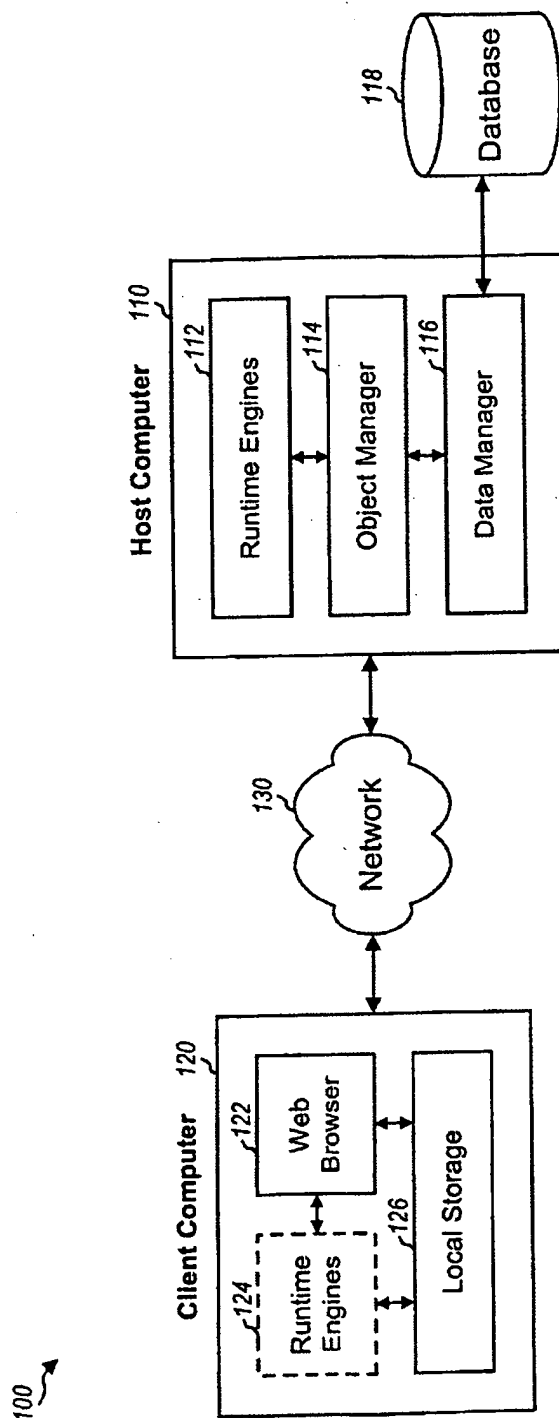 100
Client Computer
120
124
Runtime
Engines
122
Web
Browser
126
Local Storage
130
Network
Host Computer
110
112
Runtime Engines
114
Object Manager
116
Data Manager
118
Database